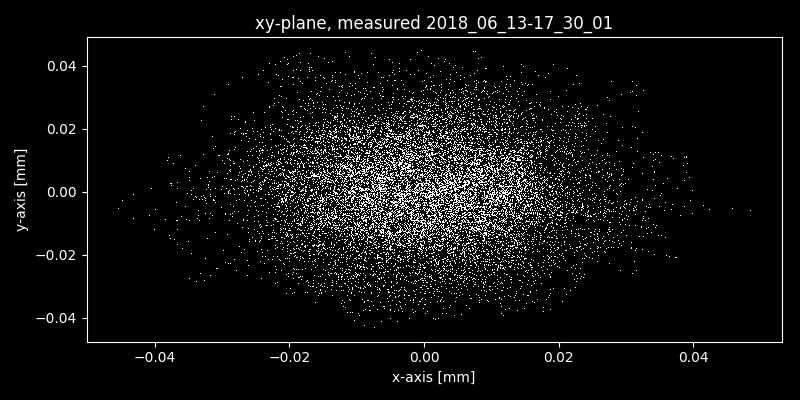 xy-plane, measured 2018_06_13-17_30_01
y-axis [mm]
0.04
0.02
0.00
−0.02
−0.04
−0.04 −0.02 0.00 0.02 0.04
x-axis [mm]